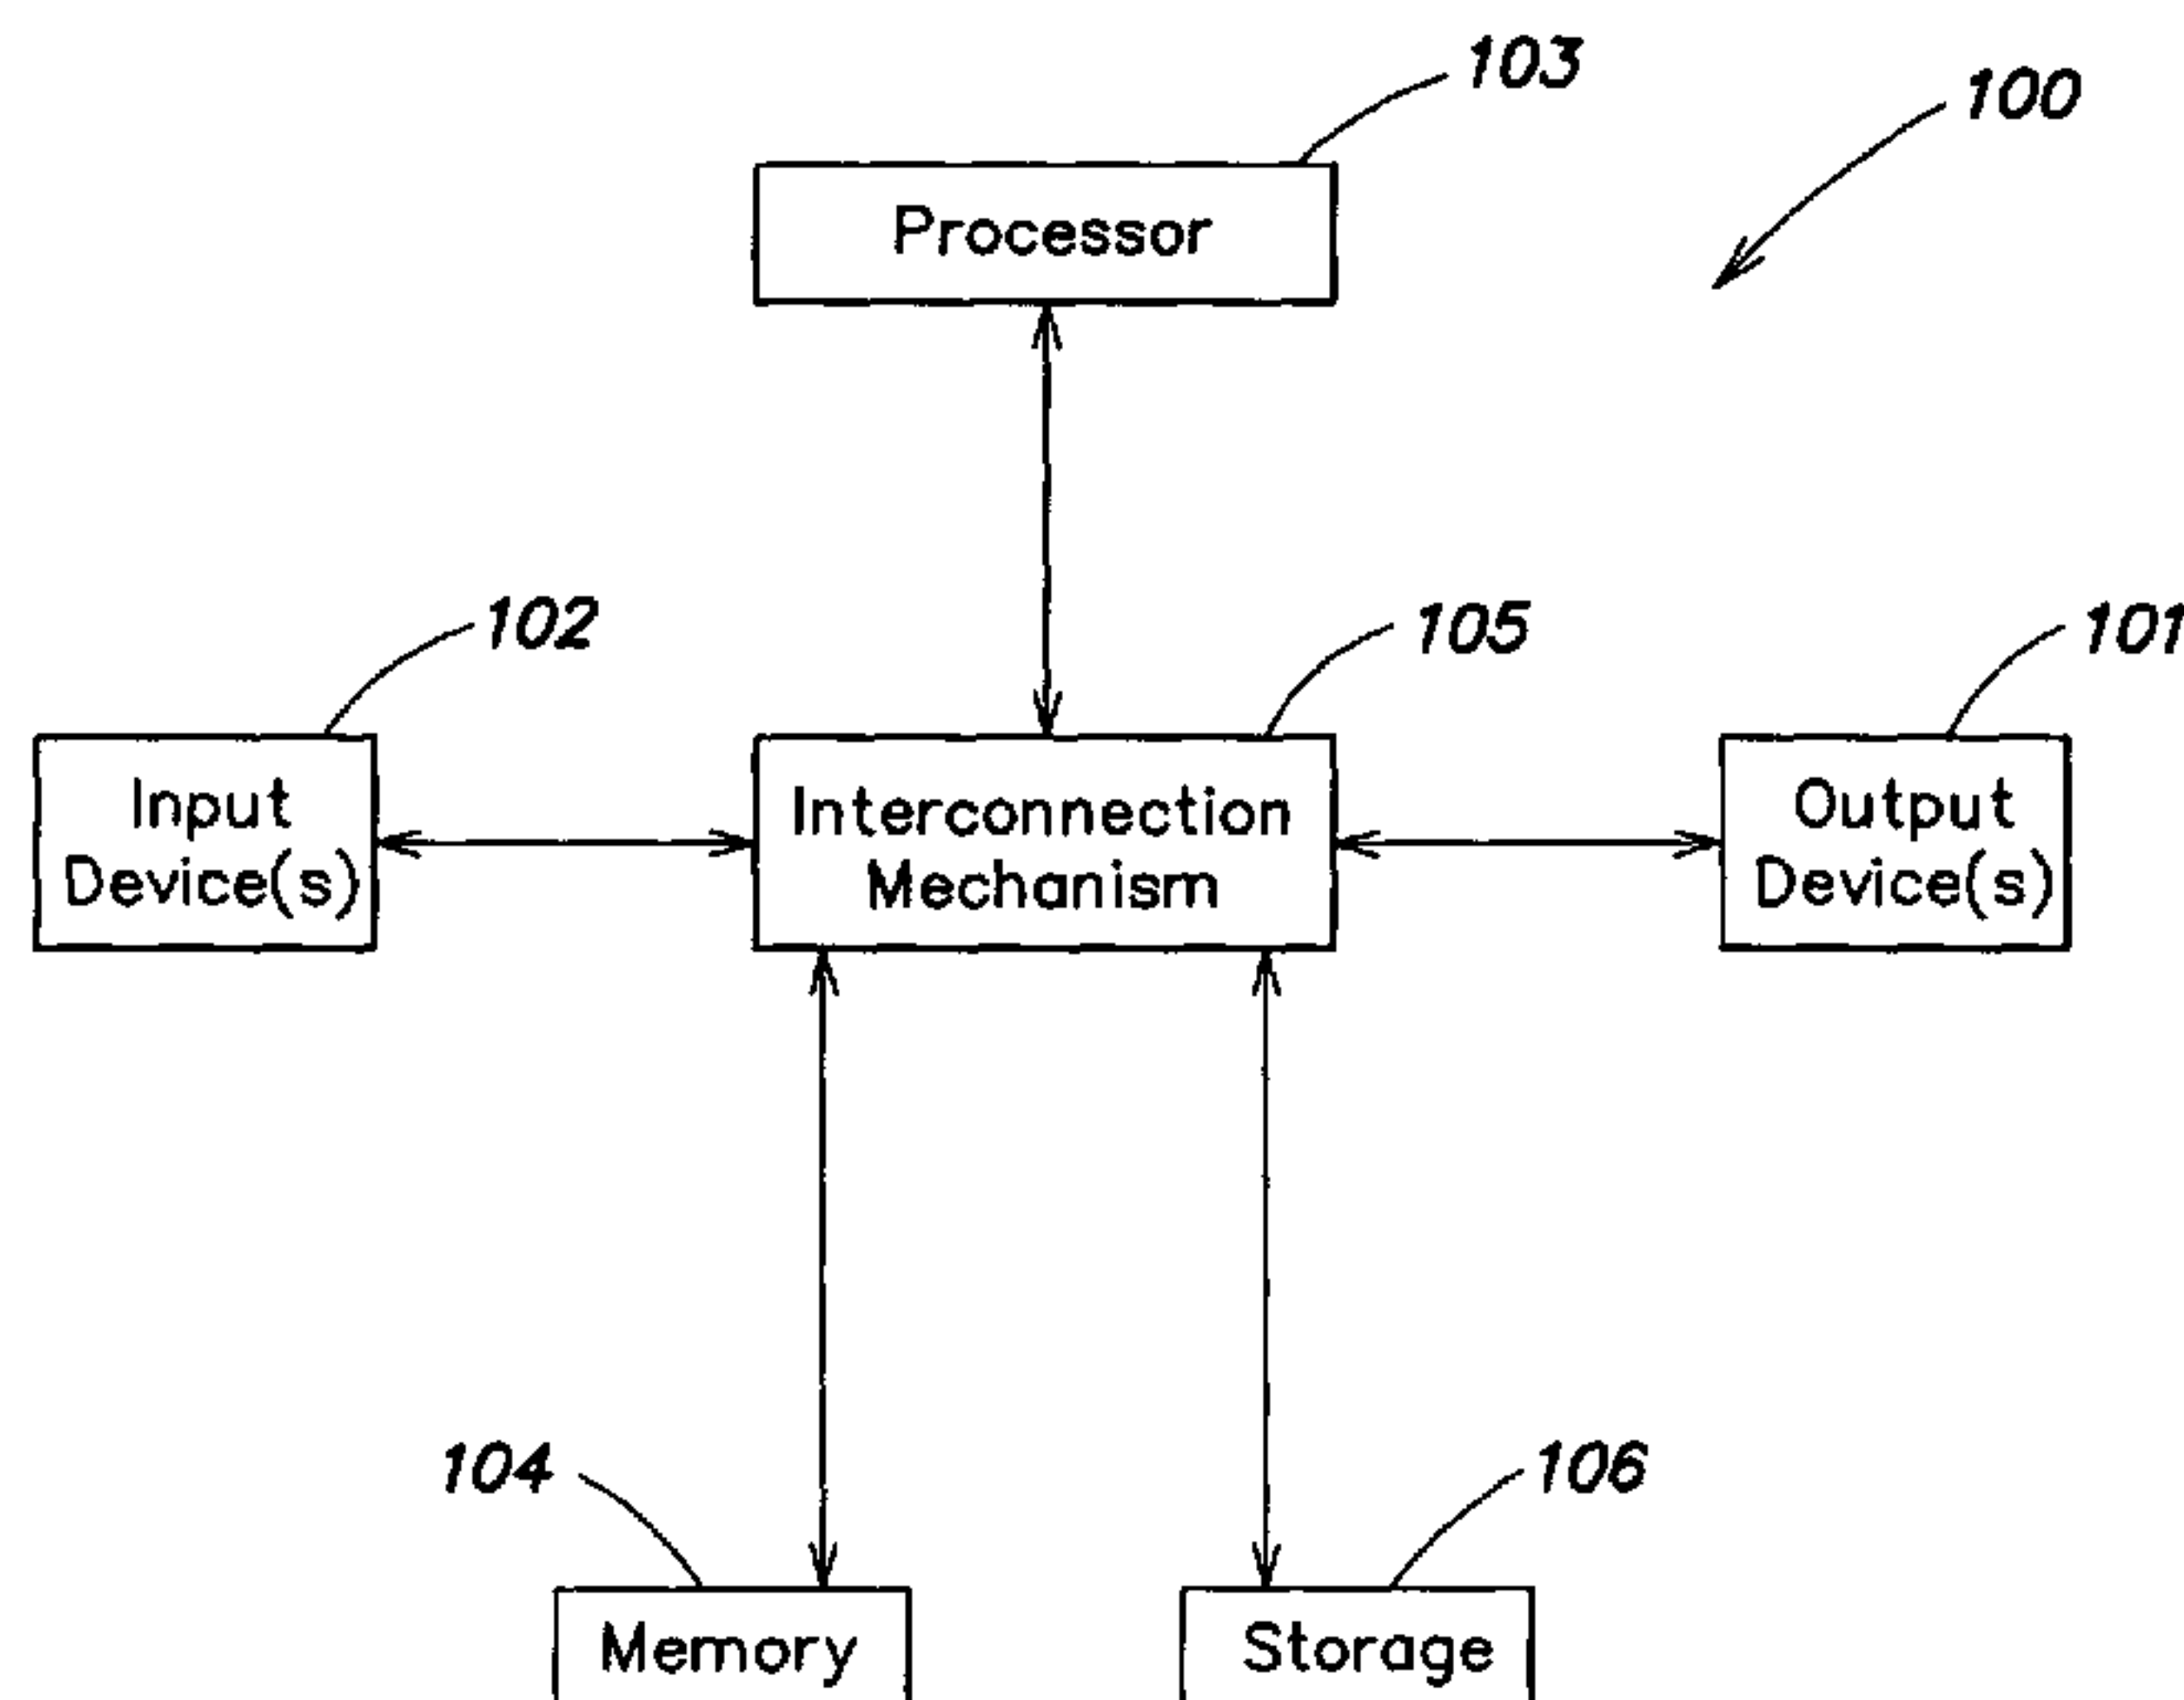 103
100
Processor
102
105
101
Input
Device(s)
Interconnection
Mechanism
Output
Device(s)
104
106
Memory
Storage